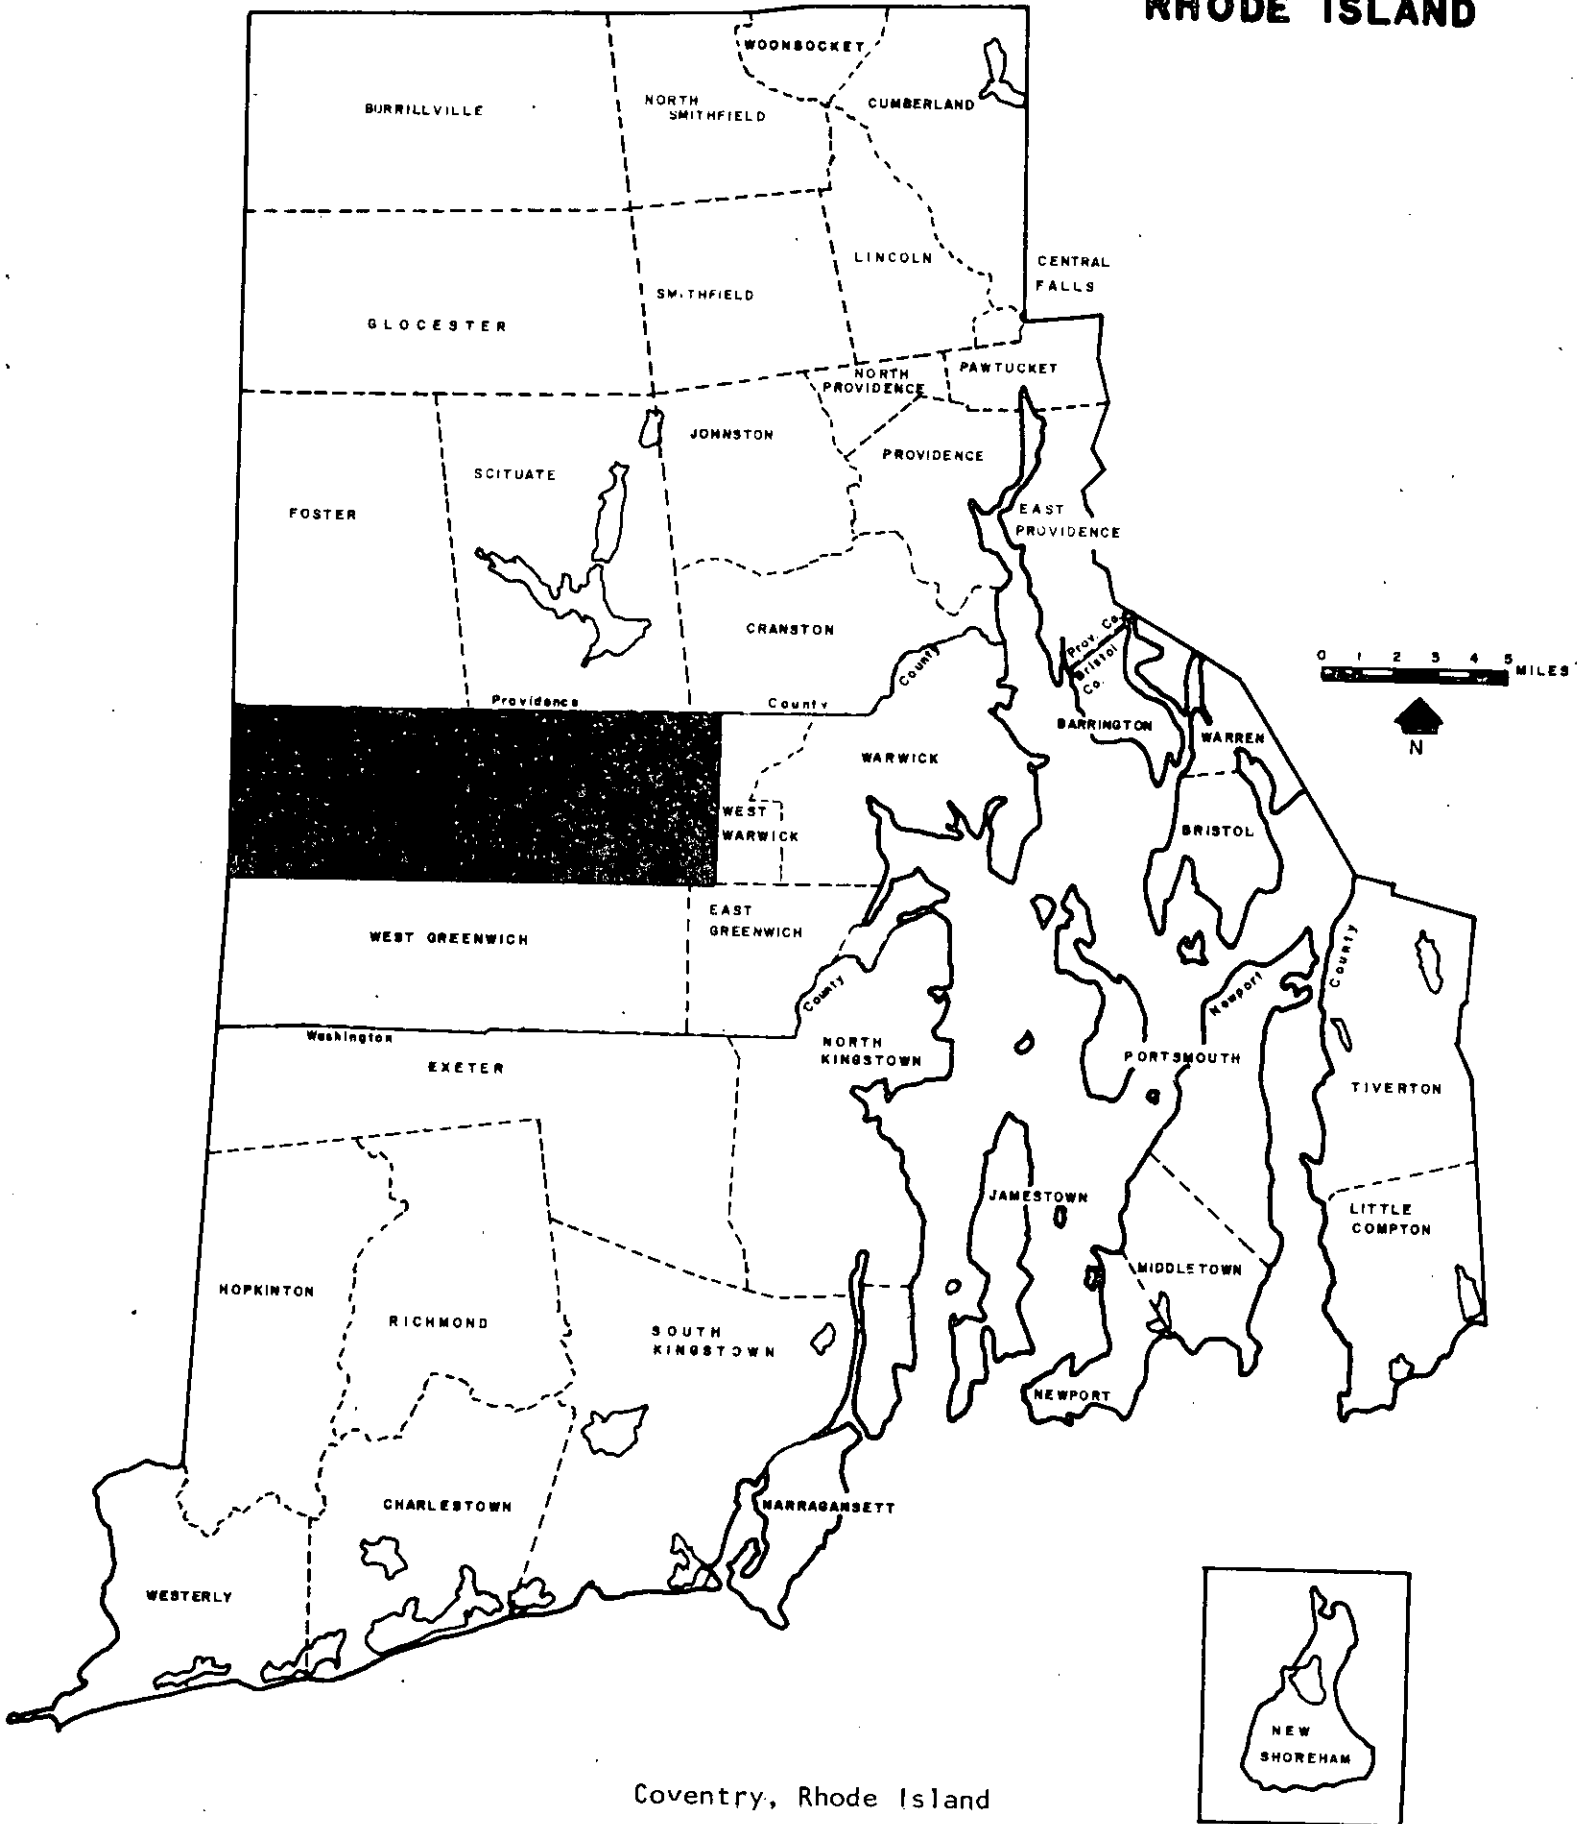 RHODE ISLAND
WOONSOCKET
BURRILLVILLE
NORTH
SMITHFIELD
CUMBERLAND
LINCOLN
CENTRAL
FALLS
SMITHFIELD
GLOCESTER
NORTH
PROVIDENCE
PAWTUCKET
JOHNSTON
PROVIDENCE
SCITUATE
FOSTER
EAST
PROVIDENCE
CRANSTON
Prov. Co.
Bristol
Co.
County
0 1 2 3 4 5 MILES
N
Providence
County
BARRINGTON
WARREN
WARWICK
WEST
WARWICK
BRISTOL
EAST
GREENWICH
WEST GREENWICH
County
County
Newport
Washington
EXETER
NORTH
KINGSTOWN
PORTSMOUTH
TIVERTON
JAMESTOWN
LITTLE
COMPTON
MIDDLETOWN
HOPKINTON
RICHMOND
SOUTH
KINGSTOWN
NEWPORT
CHARLESTOWN
NARRAGANSETT
WESTERLY
NEW
SHOREHAM
Coventry, Rhode Island